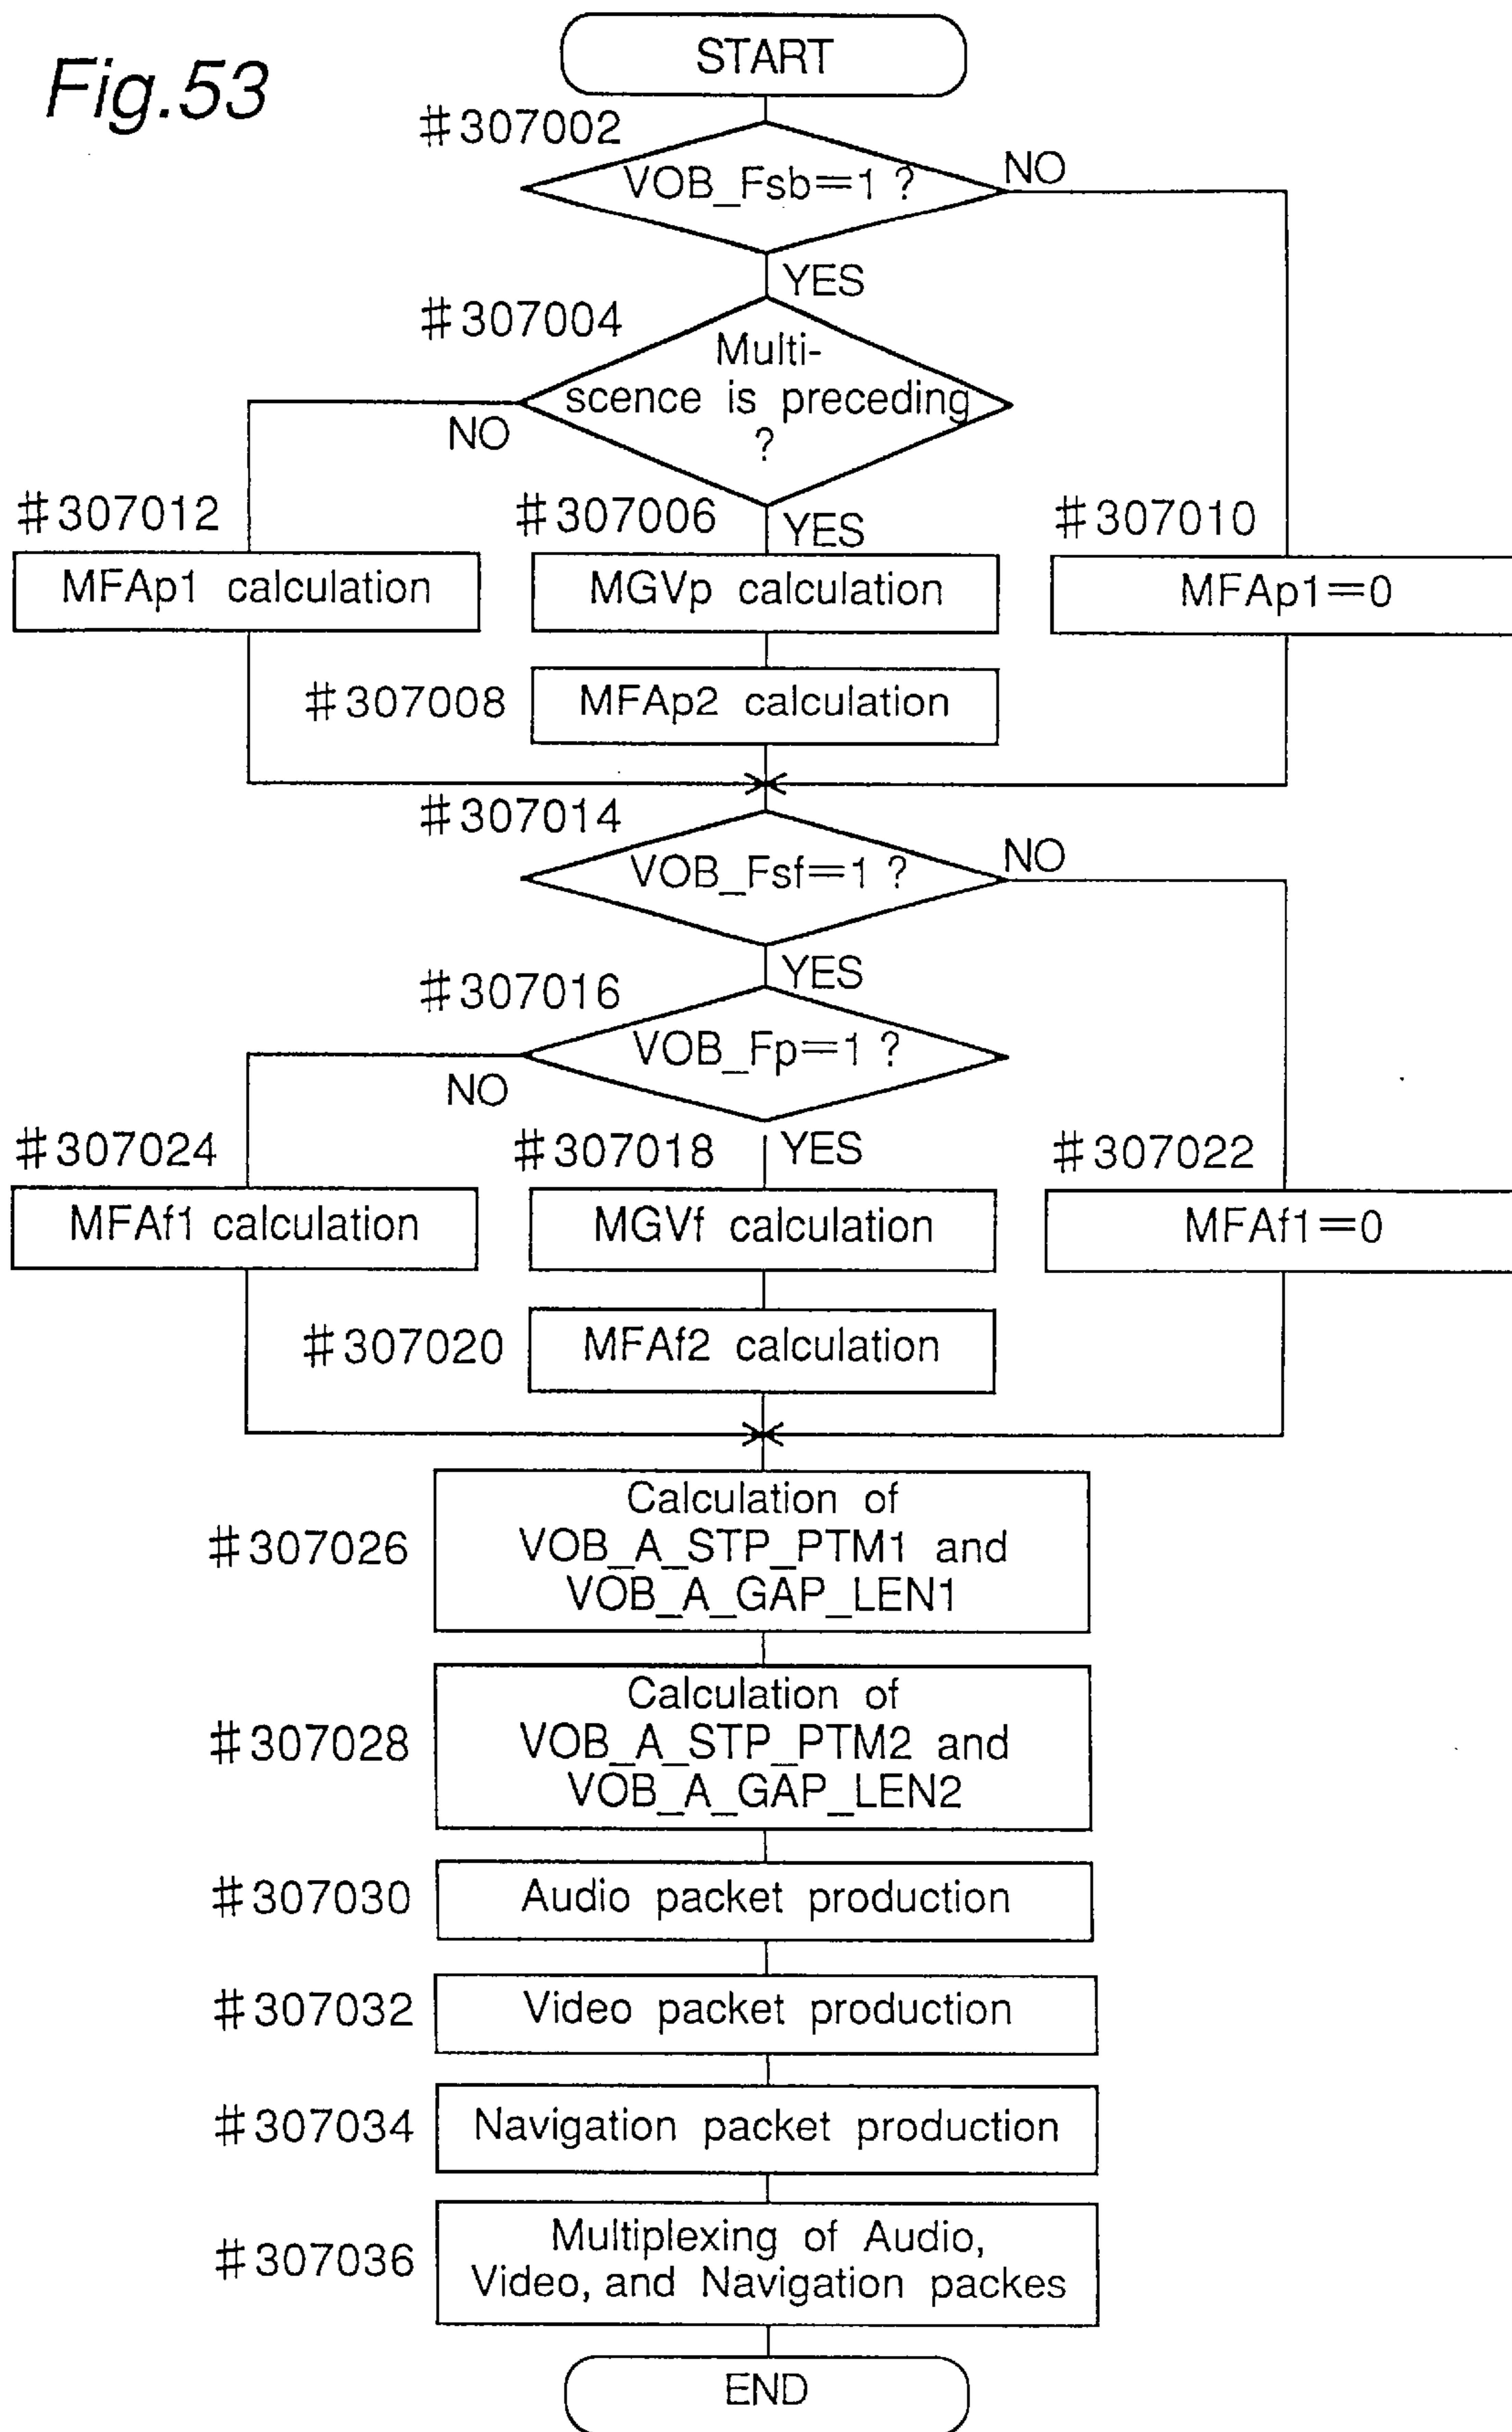 Fig.53
START
#307002
VOB_Fsb=1 ?
NO
YES
#307004
Multi-
scence is preceding
?
NO
YES
#307012
MFAp1 calculation
#307006
MGVp calculation
#307010
MFAp1=0
#307008
MFAp2 calculation
#307014
VOB_Fsf=1 ?
NO
YES
#307016
VOB_Fp=1 ?
NO
YES
#307024
MFAf1 calculation
#307018
MGVf calculation
#307022
MFAf1=0
#307020
MFAf2 calculation
#307026
Calculation of
VOB_A_STP_PTM1 and
VOB_A_GAP_LEN1
#307028
Calculation of
VOB_A_STP_PTM2 and
VOB_A_GAP_LEN2
#307030
Audio packet production
#307032
Video packet production
#307034
Navigation packet production
#307036
Multiplexing of Audio,
Video, and Navigation packes
END